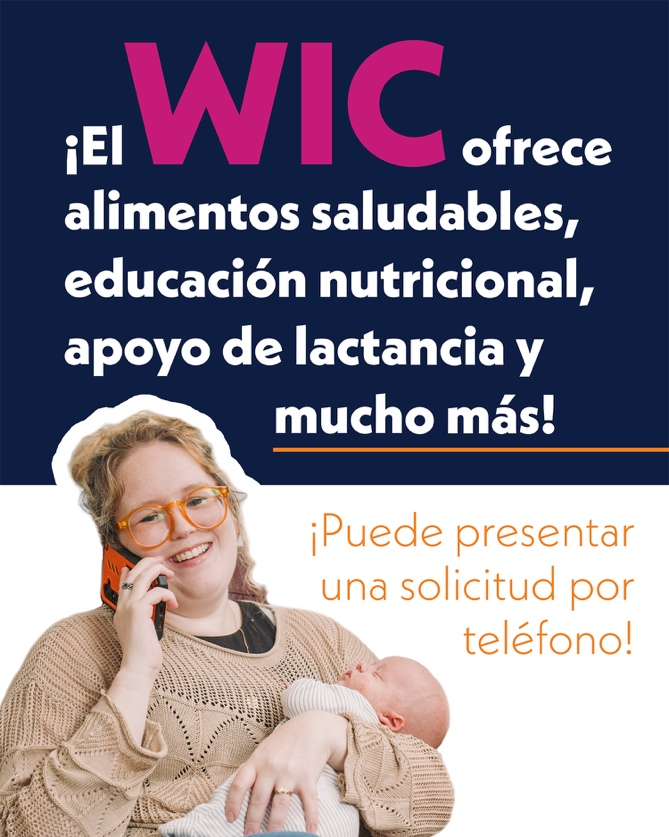 ¡El WIC ofrece
alimentos saludables,
educación nutricional,
apoyo de lactancia y
mucho más!
¡Puede presentar
una solicitud por
teléfono!